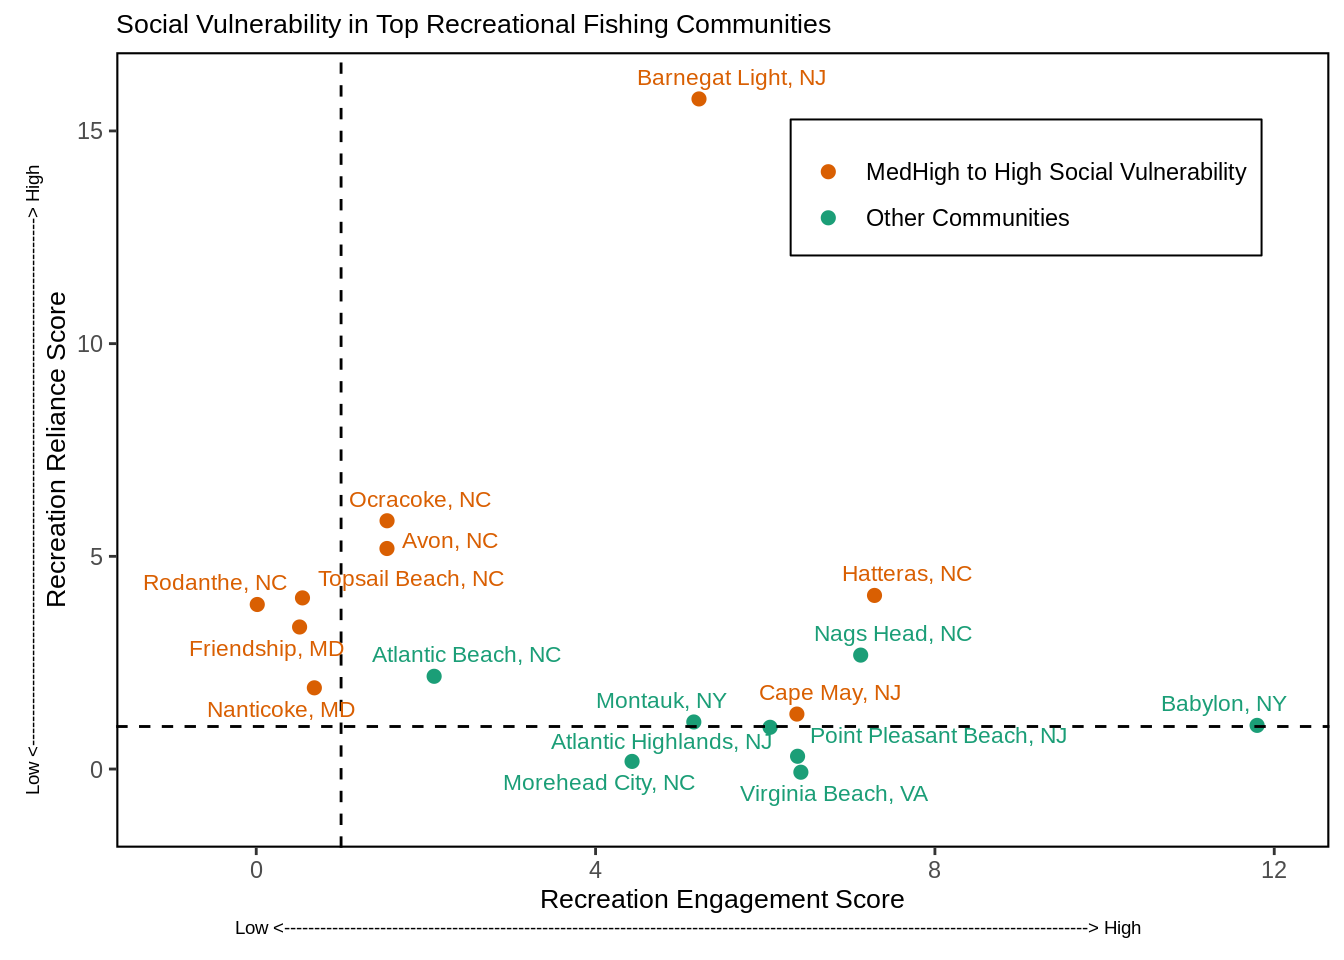 Social Vulnerability in Top Recreational Fishing Communities
Barnegat Light, NJ
MedHigh to High Social Vulnerability
Other Communities
15
10
5
0
Low <------------------------------------------------------------------------------------------> High
Recreation Reliance Score
Ocracoke, NC
Avon, NC
Rodanthe, NC
Topsail Beach, NC
Hatteras, NC
Friendship, MD
Nags Head, NC
Atlantic Beach, NC
Nanticoke, MD
Montauk, NY
Cape May, NJ
Babylon, NY
Atlantic Highlands, NJ
Point Pleasant Beach, NJ
Morehead City, NC
Virginia Beach, VA
0
4
8
12
Recreation Engagement Score
Low <--------------------------------------------------------------------------------------------------------------------------------------> High